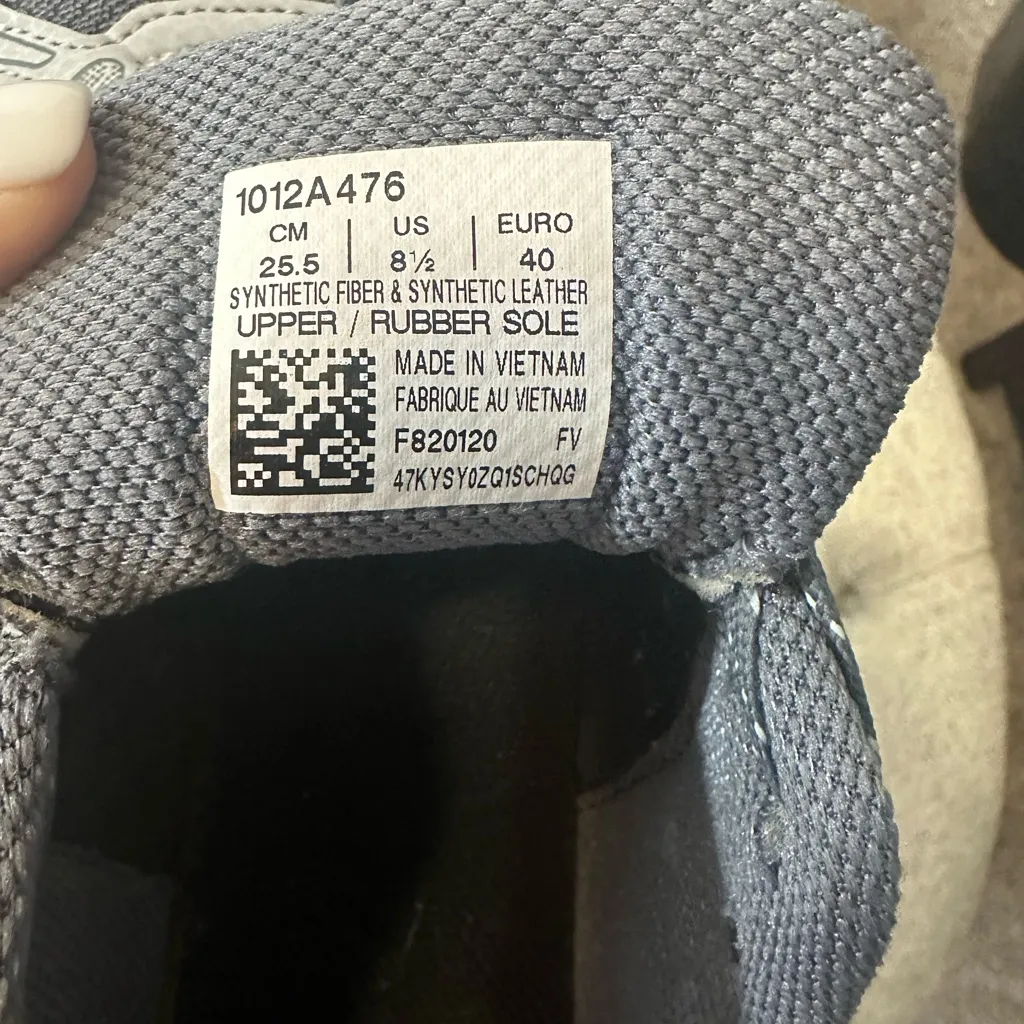 1012A476
CM | US | EURO
25.5 | 8½ | 40
SYNTHETIC FIBER & SYNTHETIC LEATHER
UPPER / RUBBER SOLE
MADE IN VIETNAM
FABRIQUE AU VIETNAM
F820120 FV
47KYSY0ZQ1SCHQG